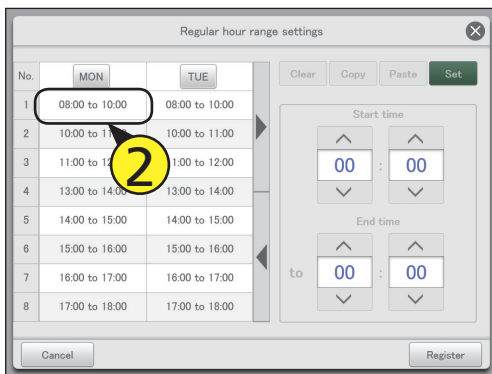 Regular hour range settings
No. MON TUE
1 08:00 to 10:00 08:00 to 10:00
2 10:00 to 11 10:00 to 11:00
3 11:00 to 12 1:00 to 12:00
4 13:00 to 14:00 13:00 to 14:00
5 14:00 to 15:00 14:00 to 15:00
6 15:00 to 16:00 15:00 to 16:00
7 16:00 to 17:00 16:00 to 17:00
8 17:00 to 18:00 17:00 to 18:00
2
Clear Copy Paste Set
Start time
00 : 00
End time
to 00 : 00
Cancel Register